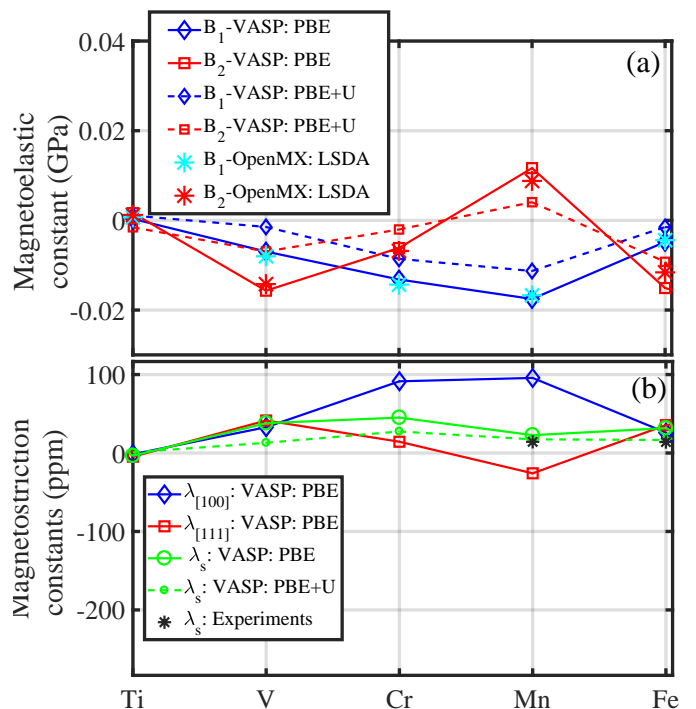 0.04
0.02
0
-0.02
Magnetoelastic
constant (GPa)
(a)
B1-VASP: PBE
B2-VASP: PBE
B1-VASP: PBE+U
B2-VASP: PBE+U
B1-OpenMX: LSDA
B2-OpenMX: LSDA
100
0
-100
-200
Magnetostriction
constants (ppm)
(b)
λ[100]: VASP: PBE
λ[111]: VASP: PBE
λs: VASP: PBE
λs: VASP: PBE+U
λs: Experiments
Ti V Cr Mn Fe